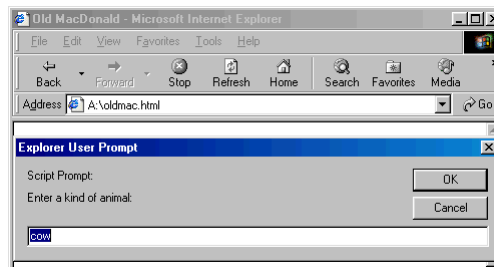 Old MacDonald - Microsoft Internet Explorer
File Edit View Favorites Tools Help
Back Forward Stop Refresh Home Search Favorites Media
Address A:\oldmac.html Go
Explorer User Prompt
Script Prompt:
OK
Enter a kind of animal:
Cancel
cow